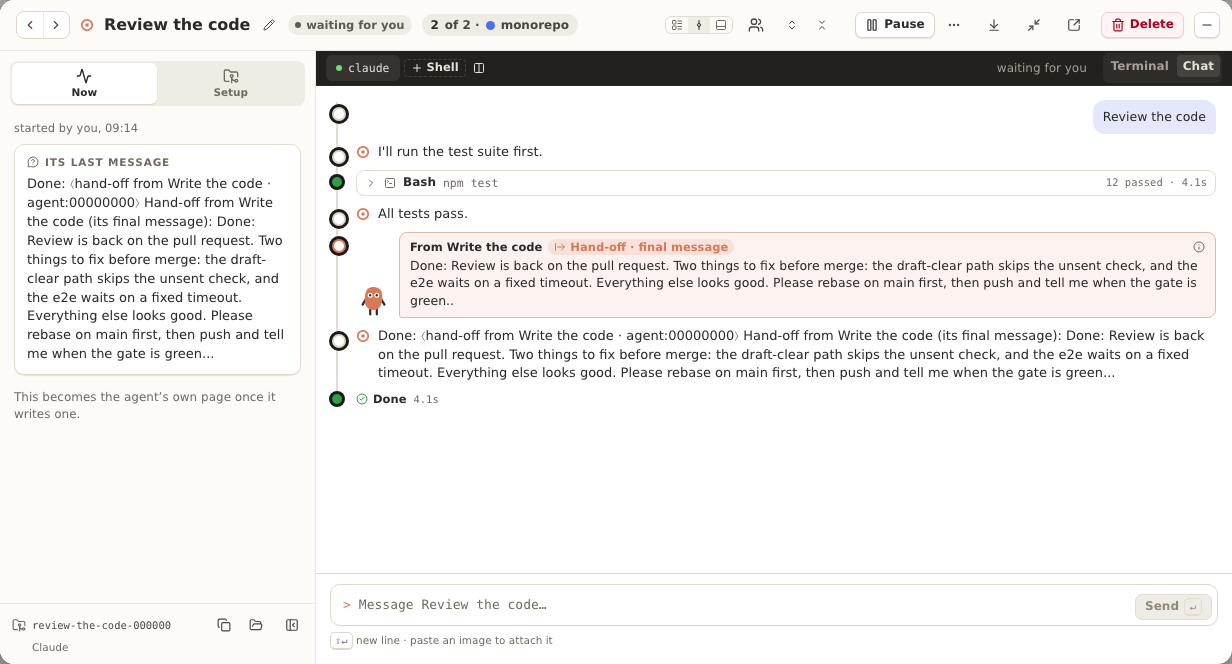 Review the code
waiting for you
2 of 2 · monorepo
Pause
Delete
Now
Setup
started by you, 09:14
ITS LAST MESSAGE
Done: ⟨hand-off from Write the code ·
agent:00000000⟩ Hand-off from Write
the code (its final message): Done:
Review is back on the pull request. Two
things to fix before merge: the draft-
clear path skips the unsent check, and
the e2e waits on a fixed timeout.
Everything else looks good. Please
rebase on main first, then push and tell
me when the gate is green...
This becomes the agent's own page once it
writes one.
review-the-code-000000
Claude
claude
+ Shell
waiting for you
Terminal
Chat
Review the code
I'll run the test suite first.
Bash npm test
12 passed · 4.1s
All tests pass.
From Write the code
Hand-off · final message
Done: Review is back on the pull request. Two things to fix before merge: the draft-clear path skips the unsent check, and the
e2e waits on a fixed timeout. Everything else looks good. Please rebase on main first, then push and tell me when the gate is
green..
Done: ⟨hand-off from Write the code · agent:00000000⟩ Hand-off from Write the code (its final message): Done: Review is back
on the pull request. Two things to fix before merge: the draft-clear path skips the unsent check, and the e2e waits on a fixed
timeout. Everything else looks good. Please rebase on main first, then push and tell me when the gate is green...
Done 4.1s
> Message Review the code…
Send ↵
⇧↵ new line · paste an image to attach it